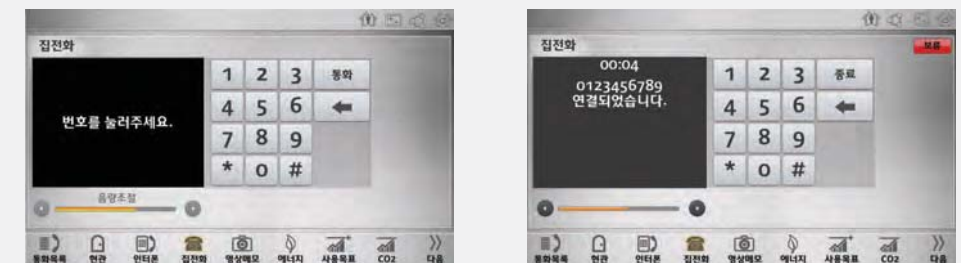 집전화
번호를 눌러주세요.
1 2 3 통화
4 5 6
7 8 9
* 0 #
음량조절
통화목록 현관 인터폰 집전화 영상메모 에너지 사용목표 CO2 다음
집전화
보류
00:04
0123456789
연결되었습니다.
1 2 3 종료
4 5 6
7 8 9
* 0 #
통화목록 현관 인터폰 집전화 영상메모 에너지 사용목표 CO2 다음